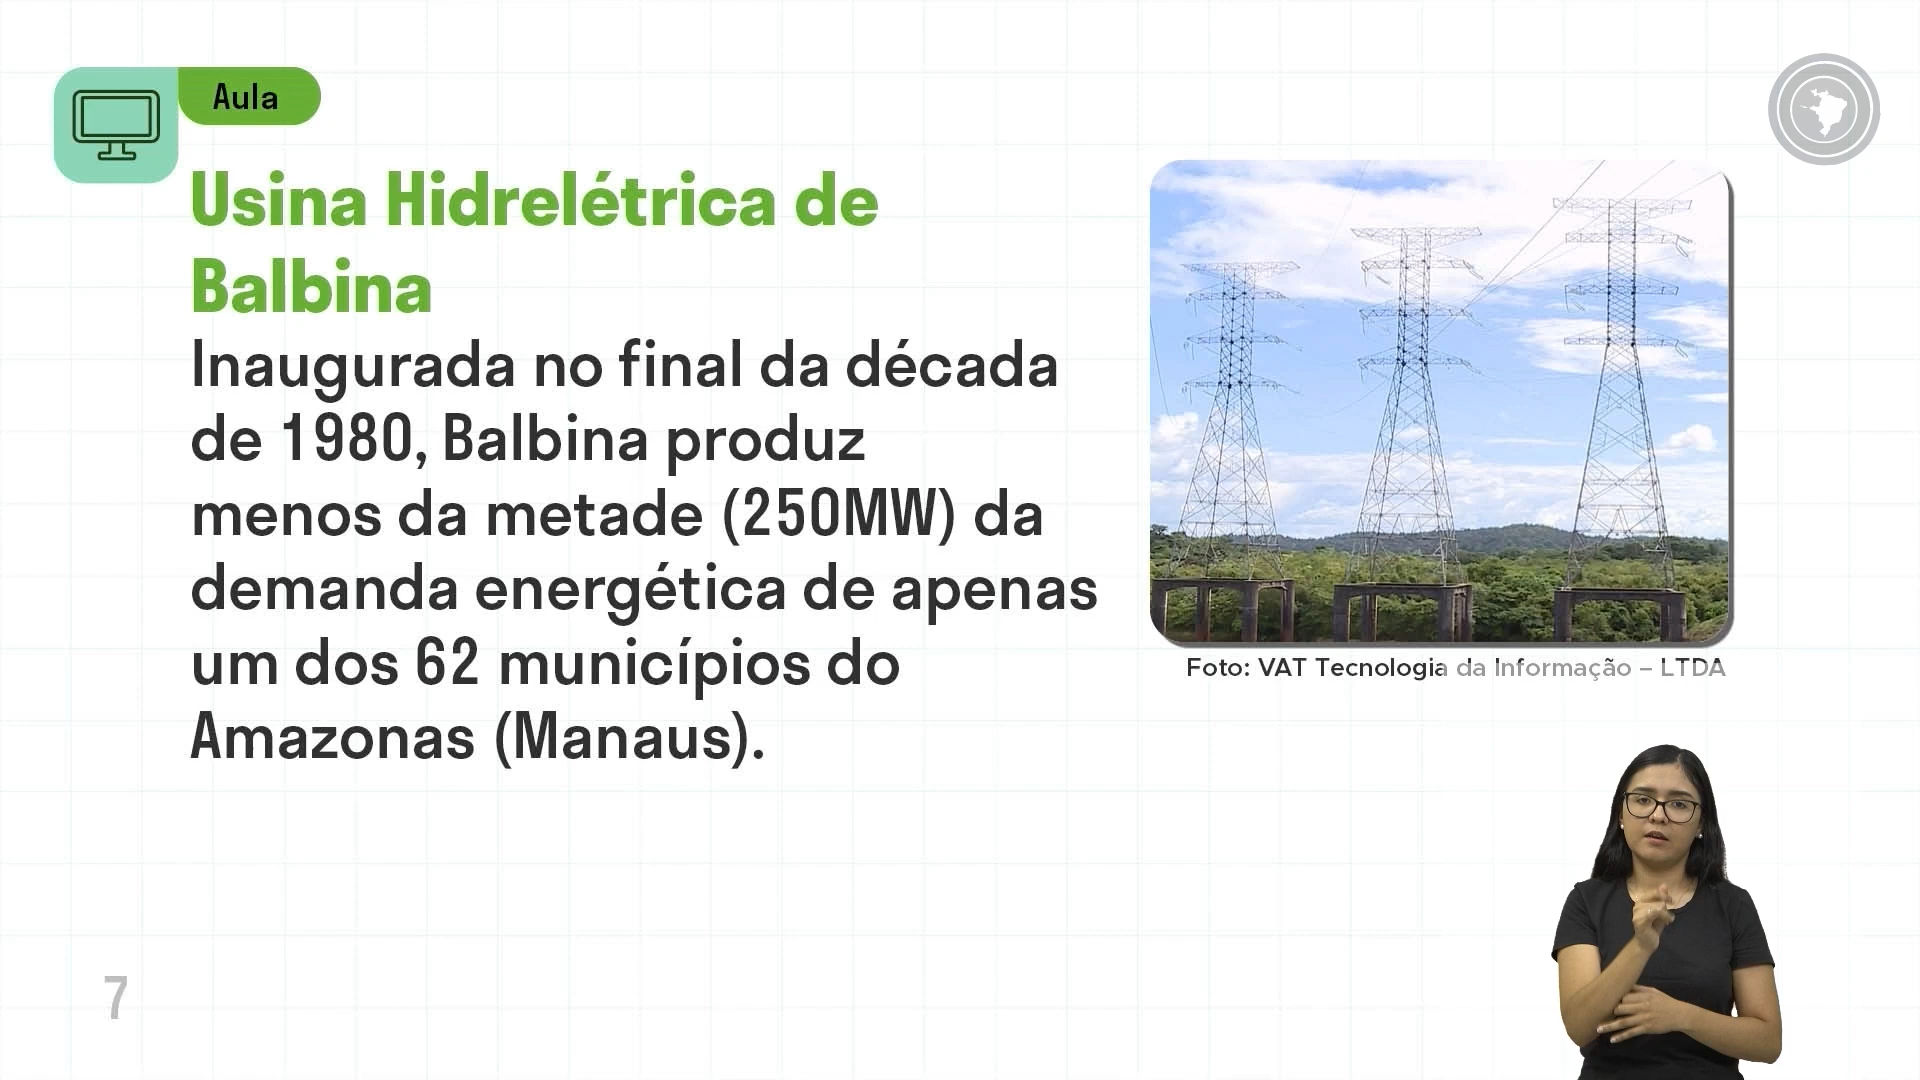 Aula
Usina Hidrelétrica de
Balbina
Inaugurada no final da década
de 1980, Balbina produz
menos da metade (250MW) da
demanda energética de apenas
um dos 62 municípios do
Amazonas (Manaus).
Foto: VAT Tecnologia da Informação – LTDA
7